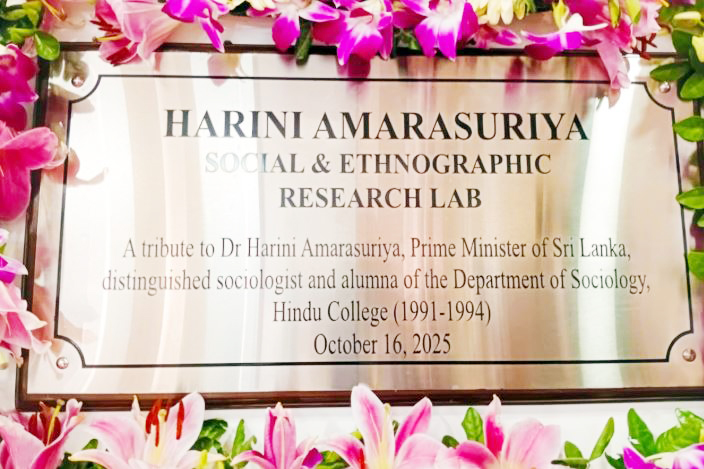 HARINI AMARASURIYA
SOCIAL & ETHNOGRAPHIC
RESEARCH LAB
A tribute to Dr Harini Amarasuriya, Prime Minister of Sri Lanka,
distinguished sociologist and alumna of the Department of Sociology,
Hindu College (1991-1994)
October 16, 2025